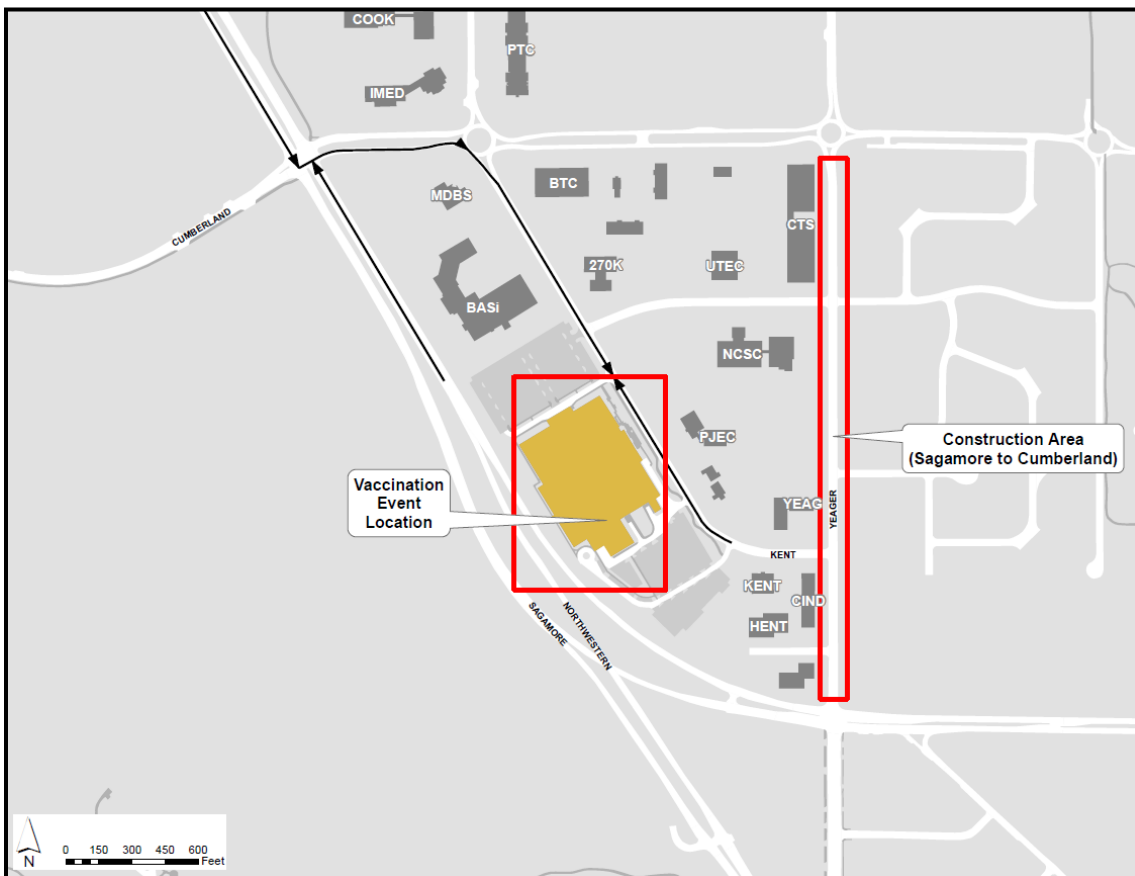 COOK
PTC
IMED
MDBS
BTC
CUMBERLAND
CTS
270K
UTEC
BASi
NCSC
PJEC
Construction Area
(Sagamore to Cumberland)
Vaccination
Event
Location
YEAG
YEAGER
KENT
KENT
CIND
HENT
SAGAMORE
NORTHWESTERN
N
0 150 300 450 600
Feet